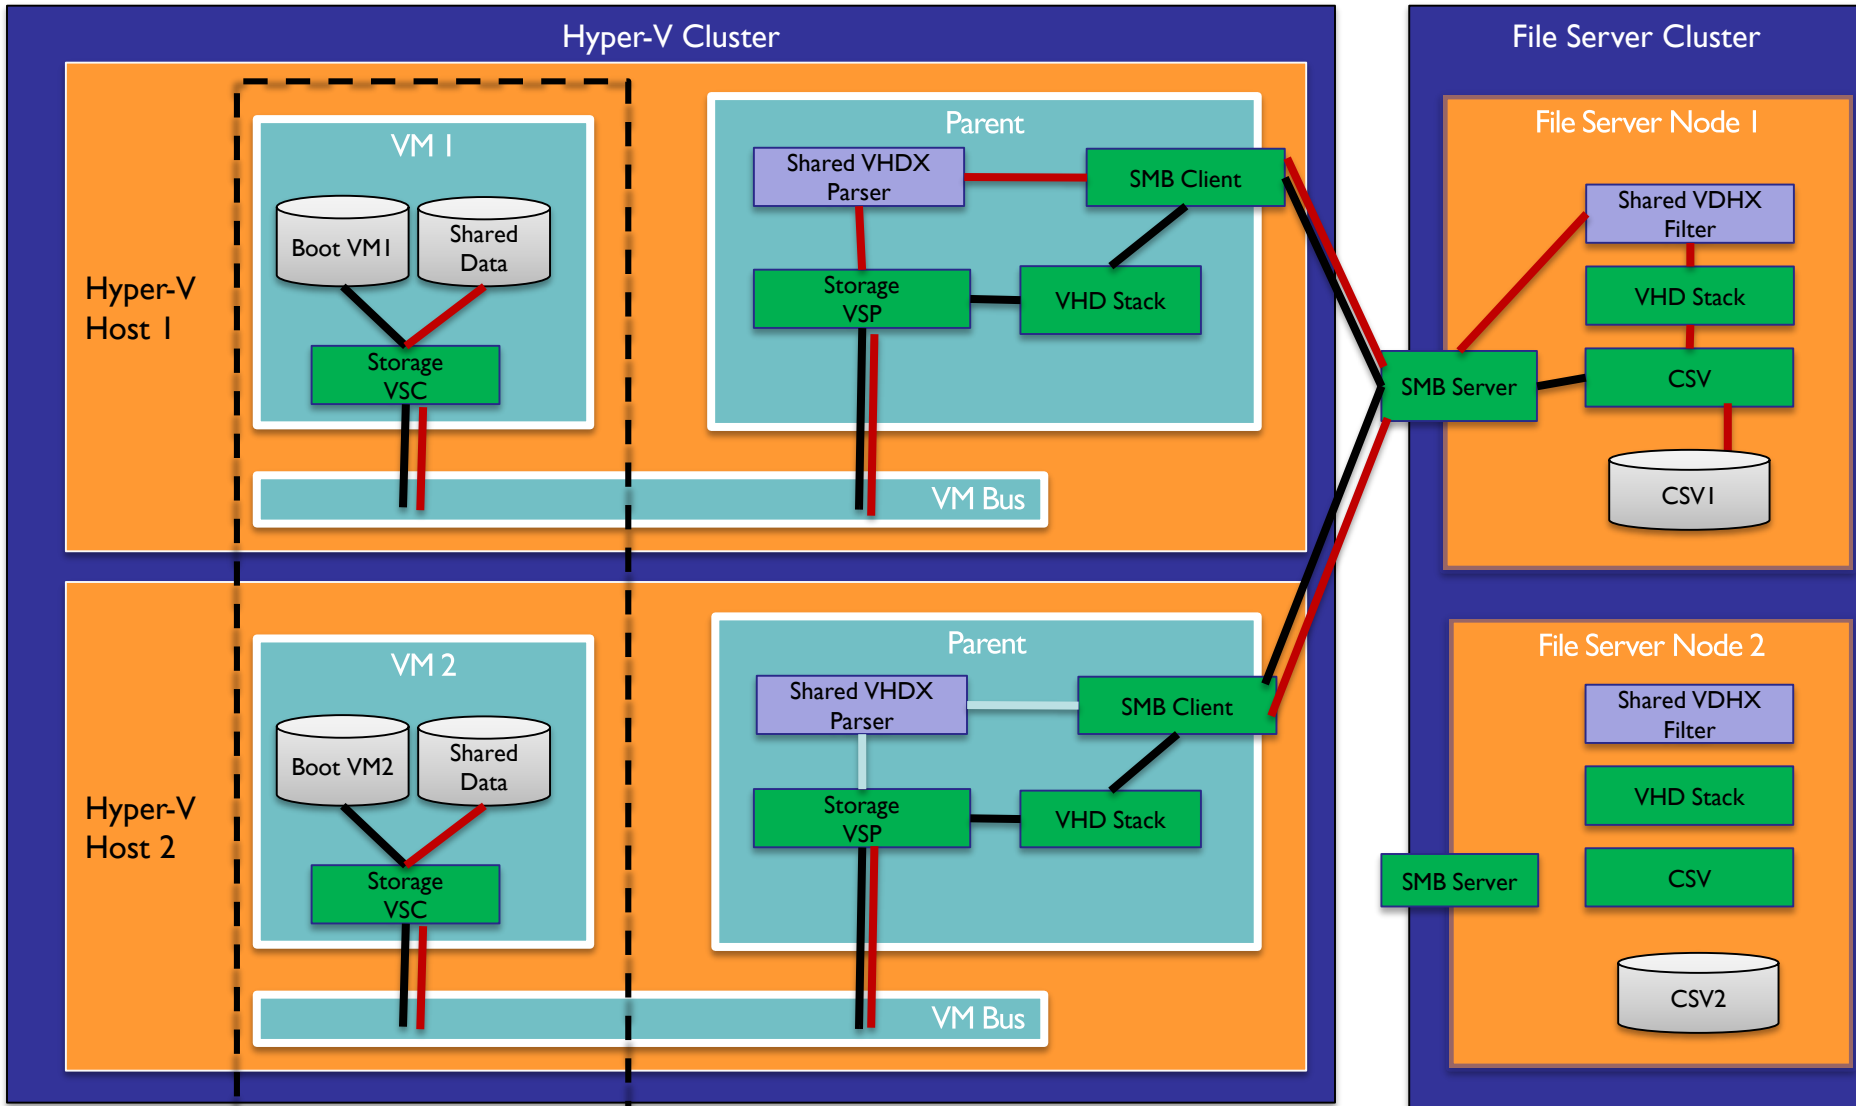 Hyper-V Cluster
Hyper-V
Host 1
VM 1
Boot VM1
Shared
Data
Storage
VSC
Parent
Shared VHDX
Parser
SMB Client
Storage
VSP
VHD Stack
VM Bus
Hyper-V
Host 2
VM 2
Boot VM2
Shared
Data
Storage
VSC
Parent
Shared VHDX
Parser
SMB Client
Storage
VSP
VHD Stack
VM Bus
File Server Cluster
File Server Node 1
Shared VDHX
Filter
VHD Stack
SMB Server
CSV
CSV1
File Server Node 2
Shared VDHX
Filter
VHD Stack
SMB Server
CSV
CSV2